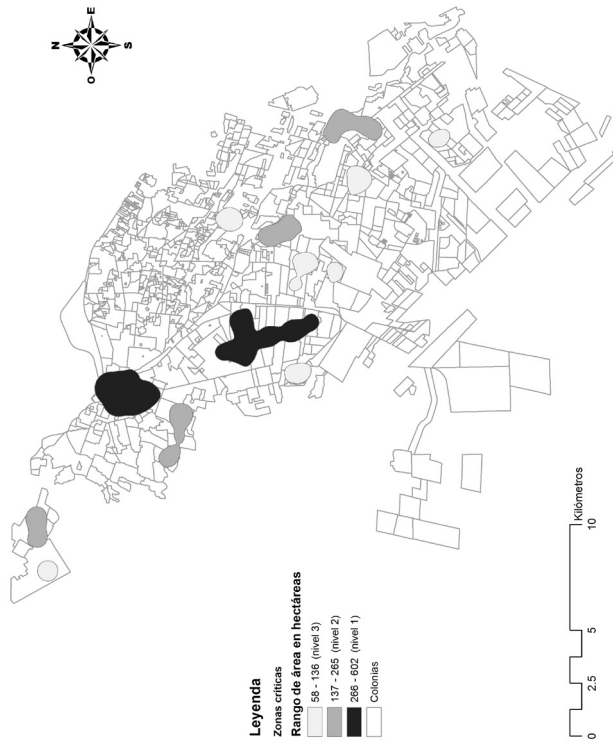 N
E
S
O
Leyenda
Zonas críticas
Rango de área en hectáreas
58 - 136 (nivel 3)
137 - 265 (nivel 2)
266 - 602 (nivel 1)
Colonias
0 2.5 5 10
Kilómetros